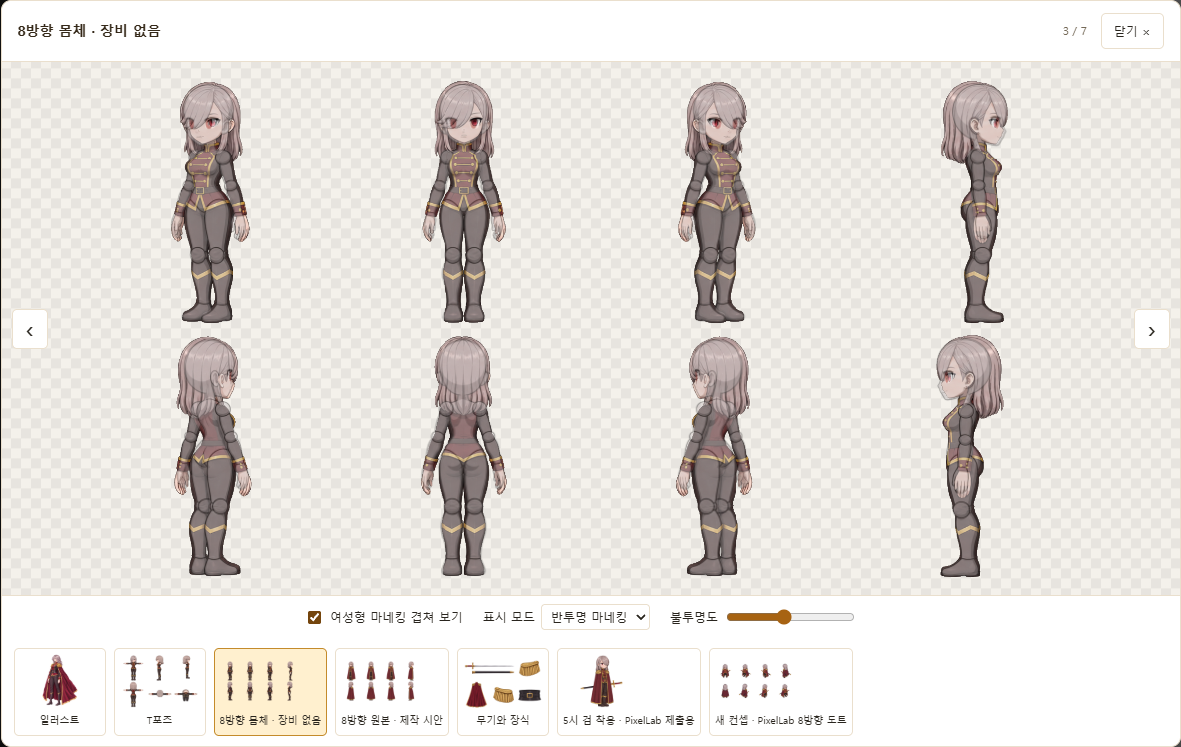 8방향 몸체 · 장비 없음
3 / 7
닫기 ×
‹
›
여성형 마네킹 겹쳐 보기
표시 모드
반투명 마네킹
불투명도
일러스트
T포즈
8방향 몸체 · 장비 없음
8방향 원본 · 제작 시안
무기와 장식
5시 검 착용 · PixelLab 제출용
새 컨셉 · PixelLab 8방향 도트